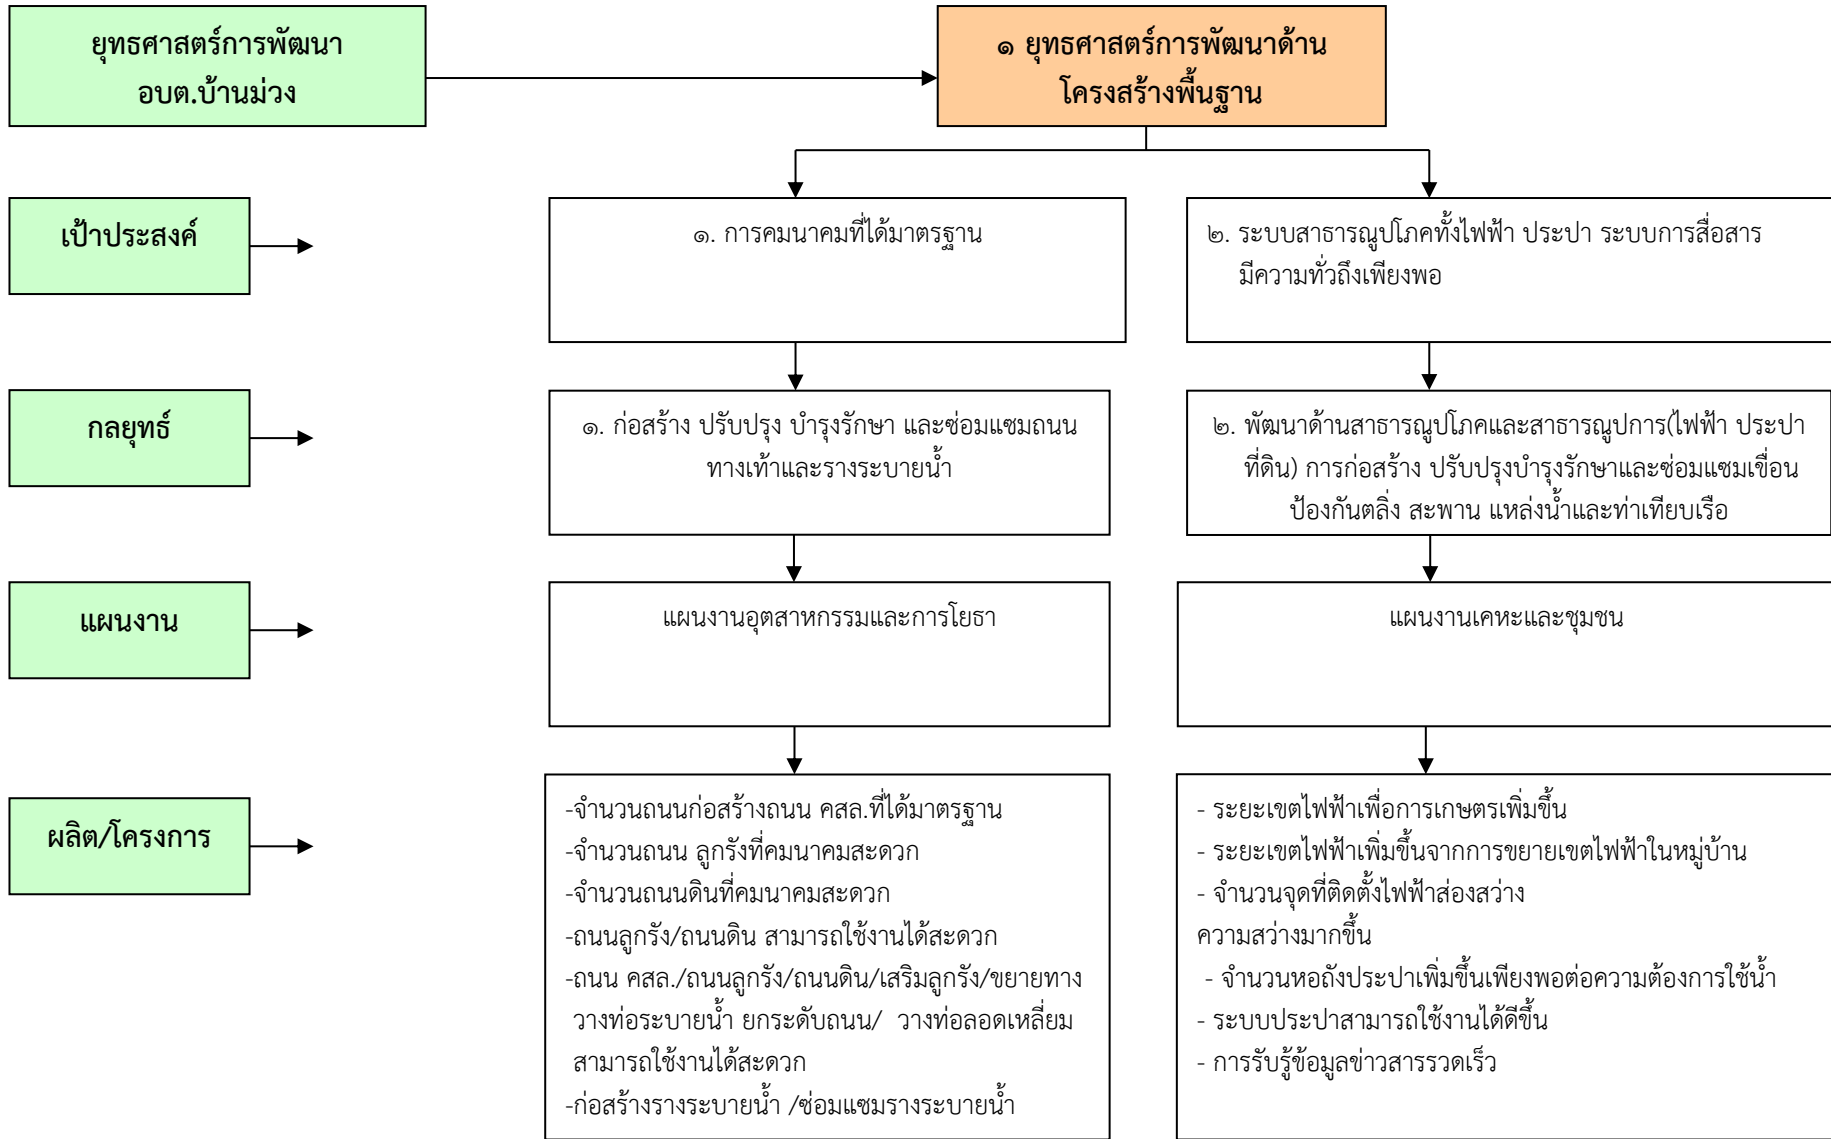 ยุทธศาสตร์การพัฒนา
อบต.บ้านม่วง
๑ ยุทธศาสตร์การพัฒนาด้าน
โครงสร้างพื้นฐาน
เป้าประสงค์
๑. การคมนาคมที่ได้มาตรฐาน
๒. ระบบสาธารณูปโภคทั้งไฟฟ้า ประปา ระบบการสื่อสาร
มีความทั่วถึงเพียงพอ
กลยุทธ์
๑. ก่อสร้าง ปรับปรุง บำรุงรักษา และซ่อมแซมถนน
ทางเท้าและรางระบายน้ำ
๒. พัฒนาด้านสาธารณูปโภคและสาธารณูปการ(ไฟฟ้า ประปา
ที่ดิน) การก่อสร้าง ปรับปรุงบำรุงรักษาและซ่อมแซมเขื่อน
ป้องกันตลิ่ง สะพาน แหล่งน้ำและท่าเทียบเรือ
แผนงาน
แผนงานอุตสาหกรรมและการโยธา
แผนงานเคหะและชุมชน
ผลิต/โครงการ
-จำนวนถนนก่อสร้างถนน คสล.ที่ได้มาตรฐาน
-จำนวนถนน ลูกรังที่คมนาคมสะดวก
-จำนวนถนนดินที่คมนาคมสะดวก
-ถนนลูกรัง/ถนนดิน สามารถใช้งานได้สะดวก
-ถนน คสล./ถนนลูกรัง/ถนนดิน/เสริมลูกรัง/ขยายทาง
วางท่อระบายน้ำ ยกระดับถนน/ วางท่อลอดเหลี่ยม
สามารถใช้งานได้สะดวก
-ก่อสร้างรางระบายน้ำ /ซ่อมแซมรางระบายน้ำ
- ระยะเขตไฟฟ้าเพื่อการเกษตรเพิ่มขึ้น
- ระยะเขตไฟฟ้าเพิ่มขึ้นจากการขยายเขตไฟฟ้าในหมู่บ้าน
- จำนวนจุดที่ติดตั้งไฟฟ้าส่องสว่าง
ความสว่างมากขึ้น
- จำนวนหอถังประปาเพิ่มขึ้นเพียงพอต่อความต้องการใช้น้ำ
- ระบบประปาสามารถใช้งานได้ดีขึ้น
- การรับรู้ข้อมูลข่าวสารรวดเร็ว